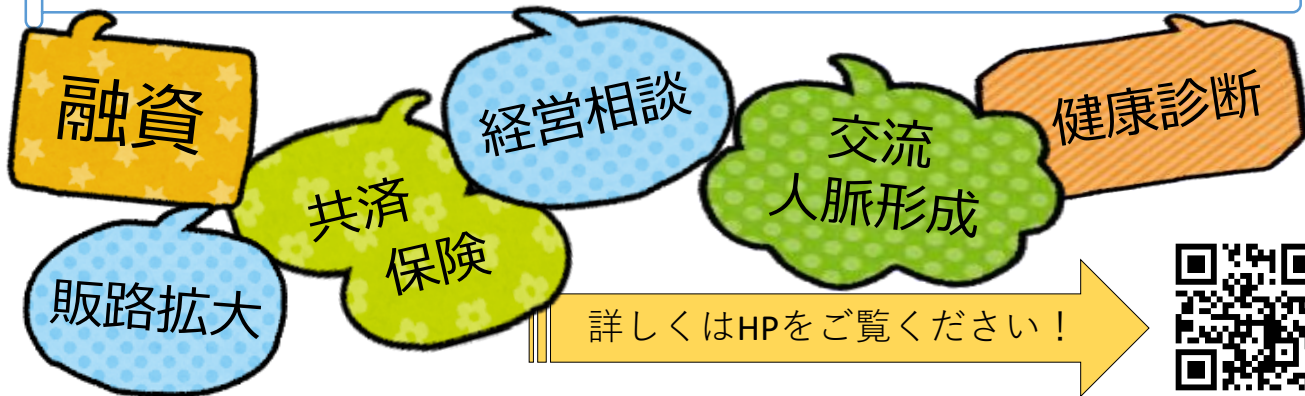 融資
共済
保険
経営相談
交流
人脈形成
健康診断
販路拡大
詳しくはHPをご覧ください！